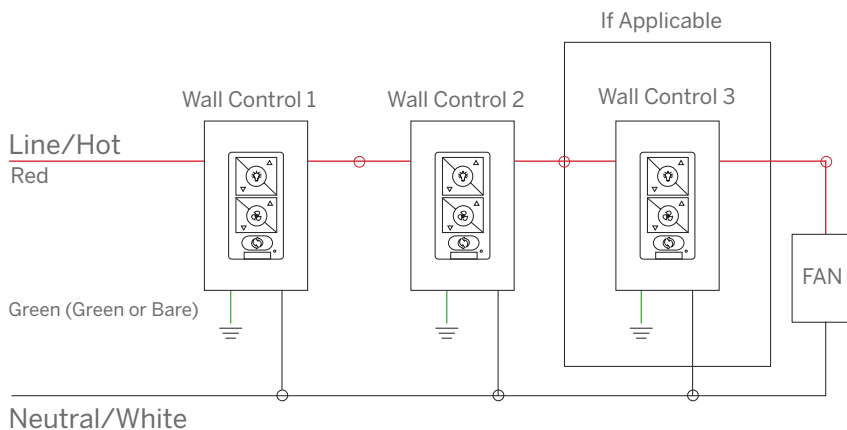 If Applicable
Wall Control 1
Wall Control 2
Wall Control 3
Line/Hot
Red
FAN
Green (Green or Bare)
Neutral/White